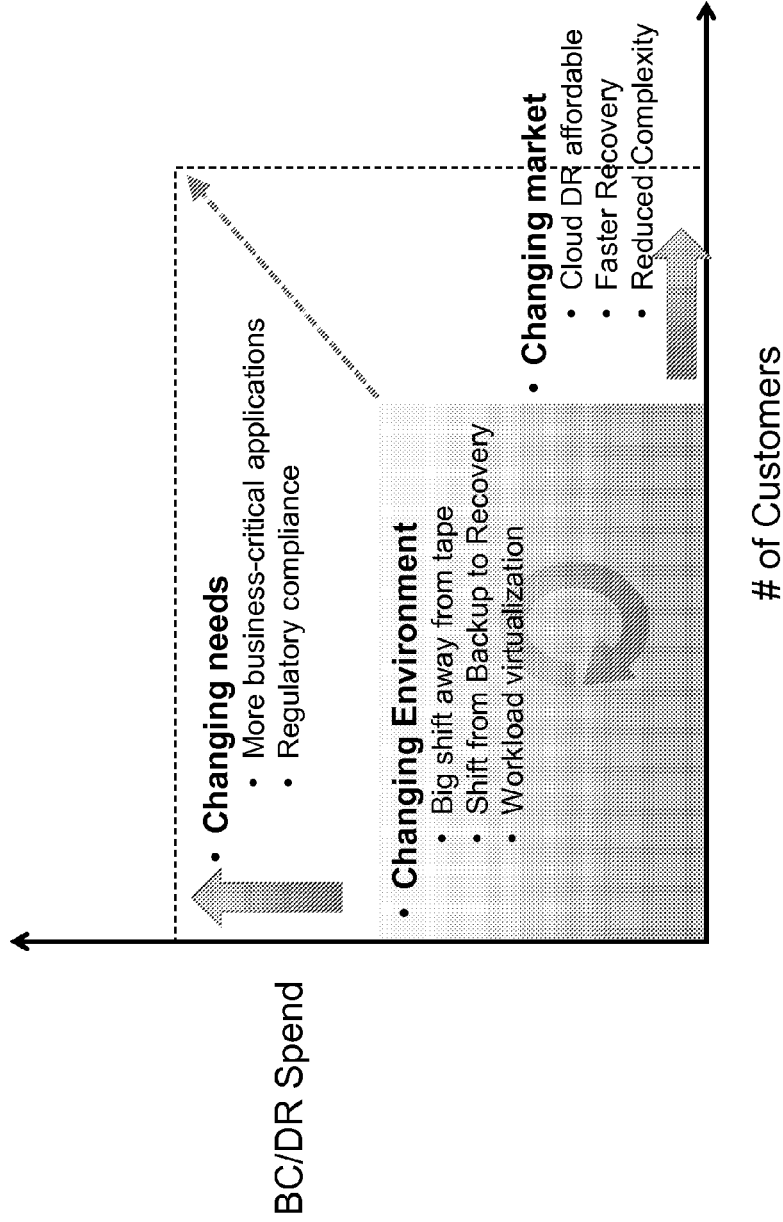 BC/DR Spend
• Changing needs
• More business-critical applications
• Regulatory compliance
• Changing Environment
• Big shift away from tape
• Shift from Backup to Recovery
• Workload virtualization
• Changing market
• Cloud DR affordable
• Faster Recovery
• Reduced Complexity
# of Customers